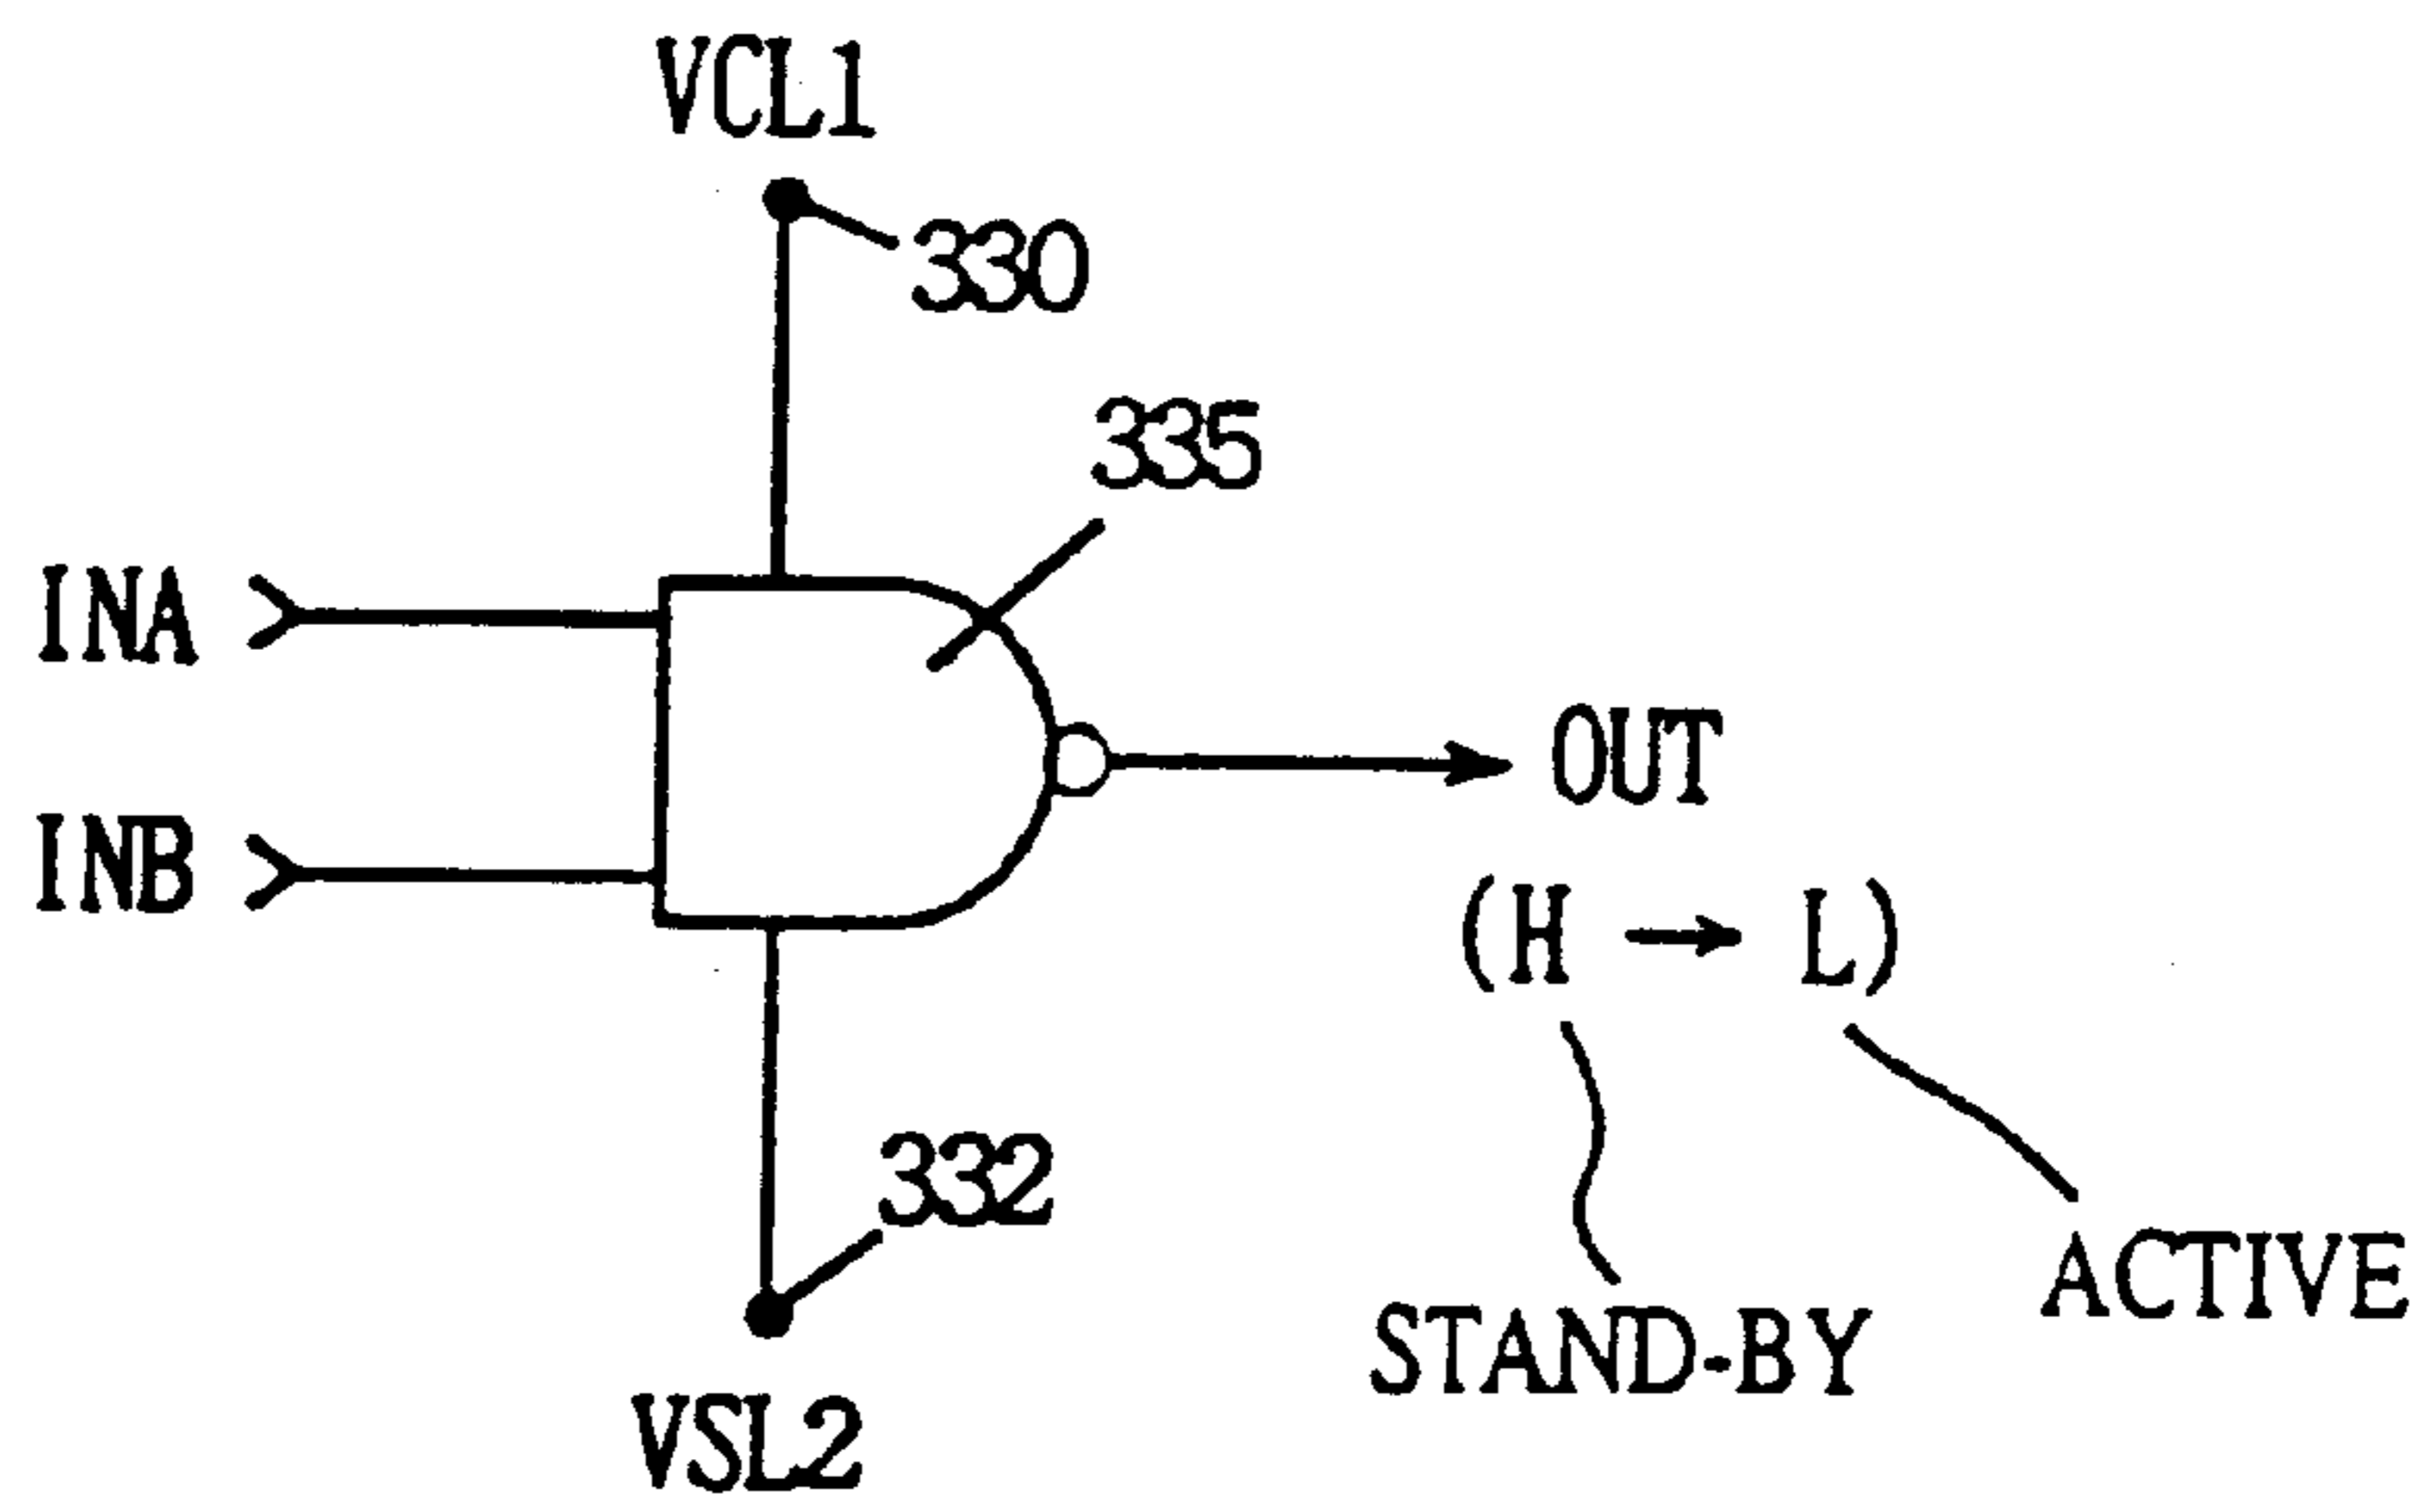 VCL1
330
335
INA
INB
OUT
(H → L)
332
ACTIVE
STAND-BY
VSL2